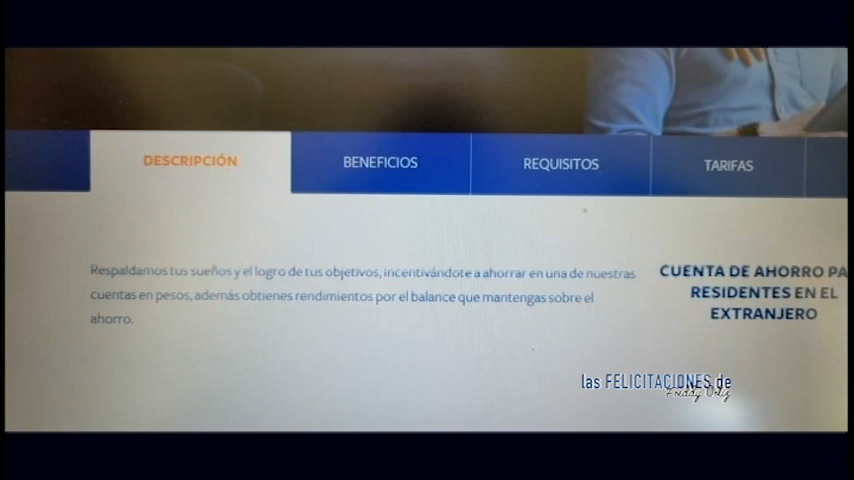 DESCRIPCIÓN BENEFICIOS REQUISITOS TARIFAS
Respaldamos tus sueños y el logro de tus objetivos, incentivándote a ahorrar en una de nuestras
cuentas en pesos, además obtienes rendimientos por el balance que mantengas sobre el
ahorro.
CUENTA DE AHORRO PA
RESIDENTES EN EL
EXTRANJERO
las FELICITACIONES de
Freddy Ortiz